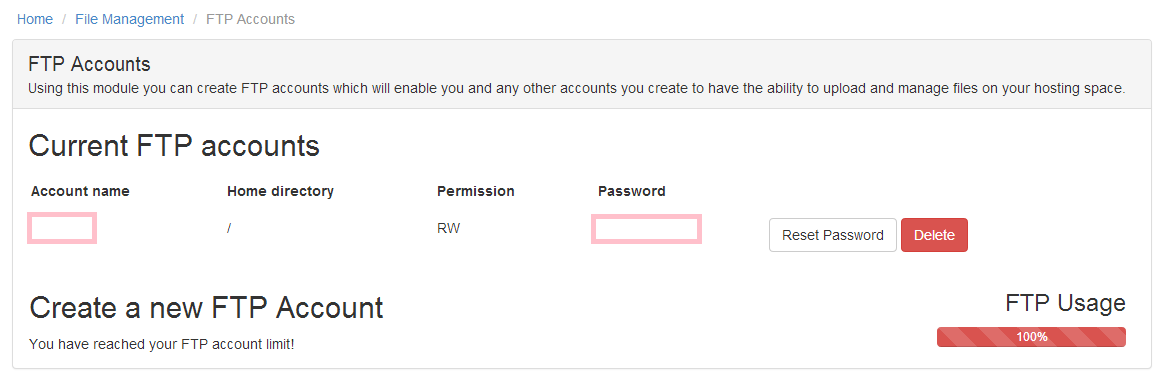 Home / File Management / FTP Accounts
FTP Accounts
Using this module you can create FTP accounts which will enable you and any other accounts you create to have the ability to upload and manage files on your hosting space.
Current FTP accounts
Account name Home directory Permission Password
/ RW Reset Password Delete
Create a new FTP Account
FTP Usage
You have reached your FTP account limit!
100%